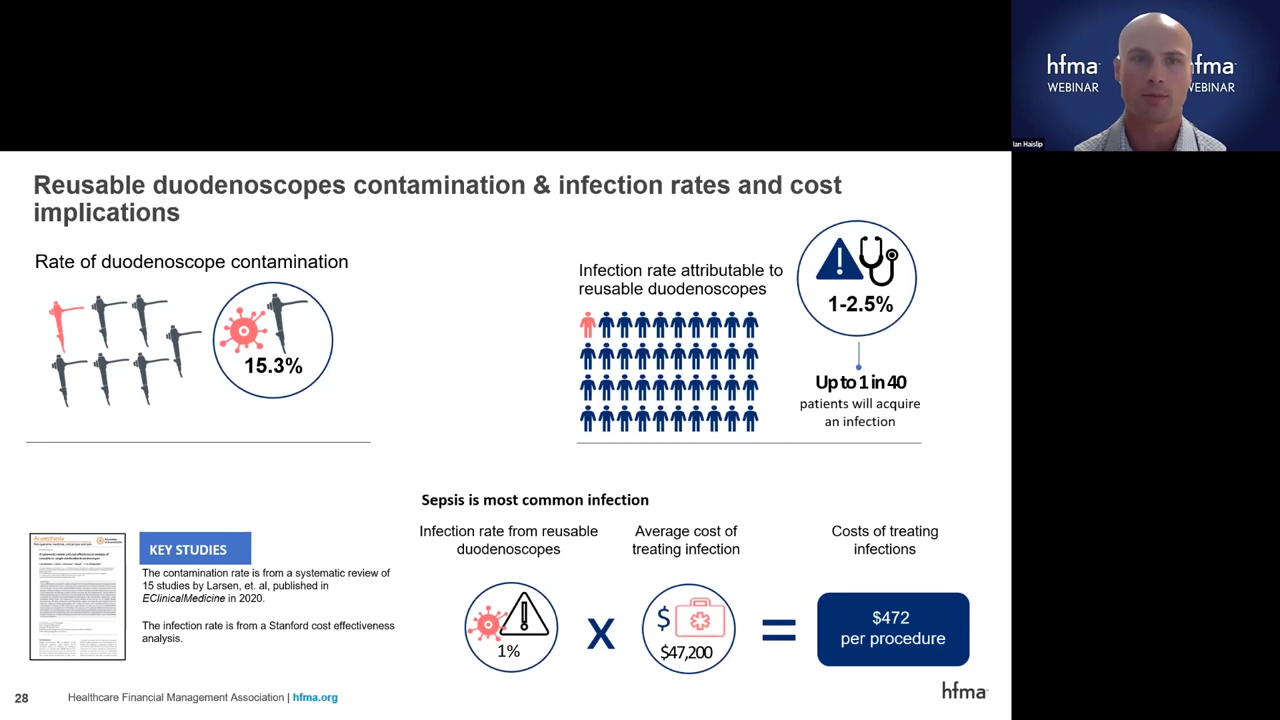 hfma
WEBINAR
fma
WEBINAR
Ian Haislip
Reusable duodenoscopes contamination & infection rates and cost
implications
Rate of duodenoscope contamination
15.3%
Infection rate attributable to
reusable duodenoscopes
1-2.5%
Up to 1 in 40
patients will acquire
an infection
Sepsis is most common infection
Infection rate from reusable
duodenoscopes
1%
X
Average cost of
treating infection
$
$47,200
=
Costs of treating
infections
$472
per procedure
Anaesthesia
KEY STUDIES
The contamination rate is from a systematic review of
15 studies by Larsen, et. al, published in
EClinicalMedicine in 2020.
The infection rate is from a Stanford cost effectiveness
analysis.
28
Healthcare Financial Management Association | hfma.org
hfma